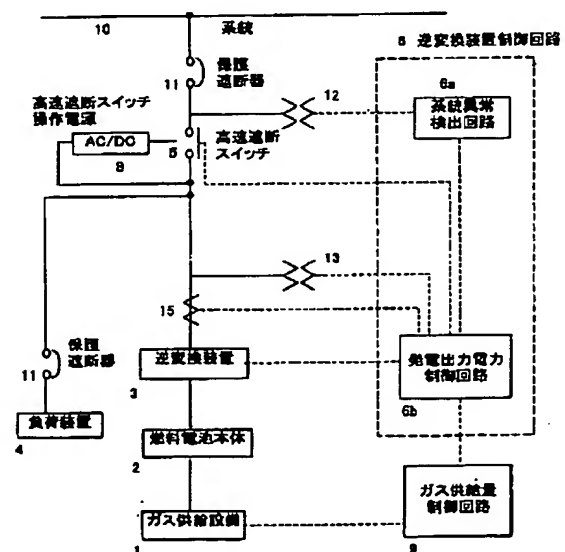 10
系統
6 逆変換装置制御回路
保護
遮断器
11
6a
系統異常
検出回路
12
高速遮断スイッチ
操作電源
AC/DC
5
高速遮断
スイッチ
13
15
保護
遮断器
11
逆変換装置
3
発電出力電力
制御回路
6b
負荷装置
4
燃料電池本体
2
ガス供給量
制御回路
ガス供給設備
1